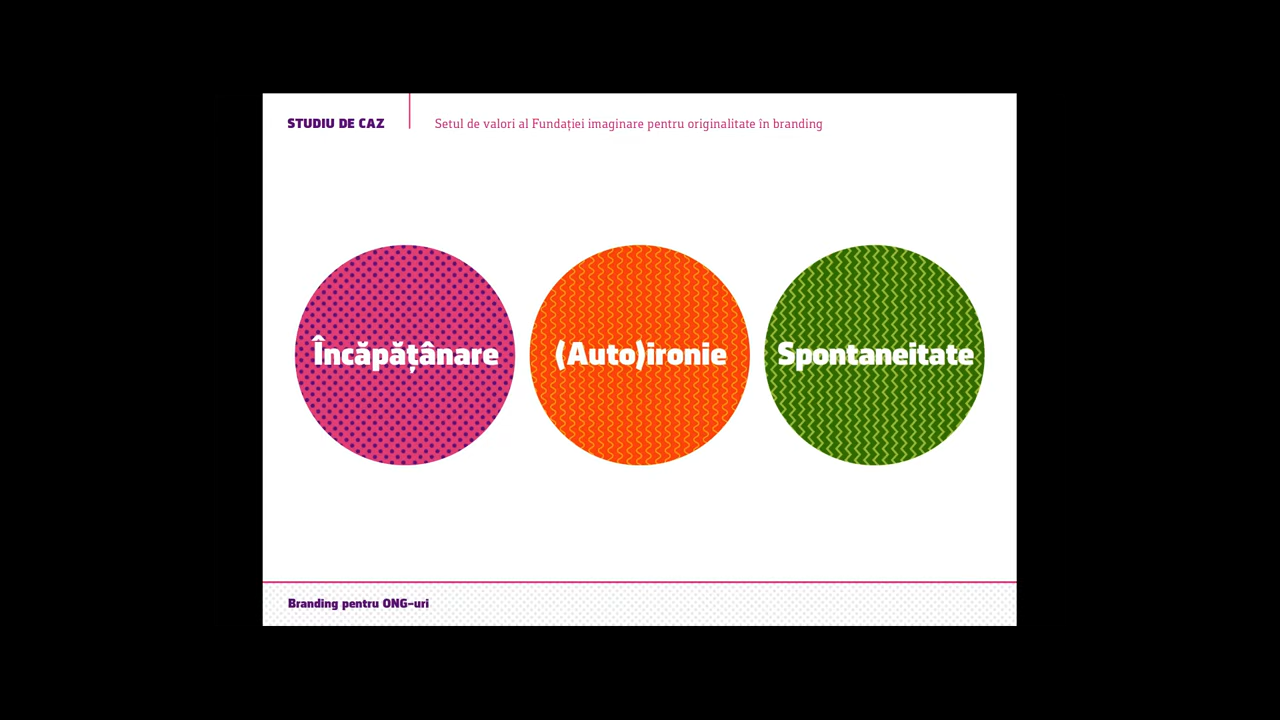 STUDIU DE CAZ
Setul de valori al Fundației imaginare pentru originalitate în branding
Încăpățânare
(Auto)ironie
Spontaneitate
Branding pentru ONG-uri